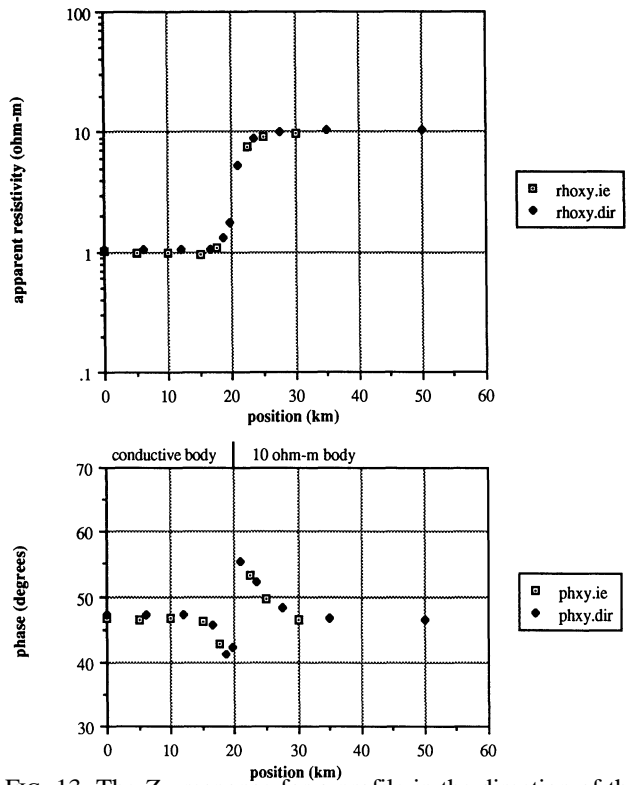 100
10
1
.1
apparent resistivity (ohm-m)
0 10 20 30 40 50 60
position (km)
rhoxy.ie
rhoxy.dir
conductive body 10 ohm-m body
70
60
50
40
30
phase (degrees)
0 10 20 30 40 50 60
position (km)
phxy.ie
phxy.dir